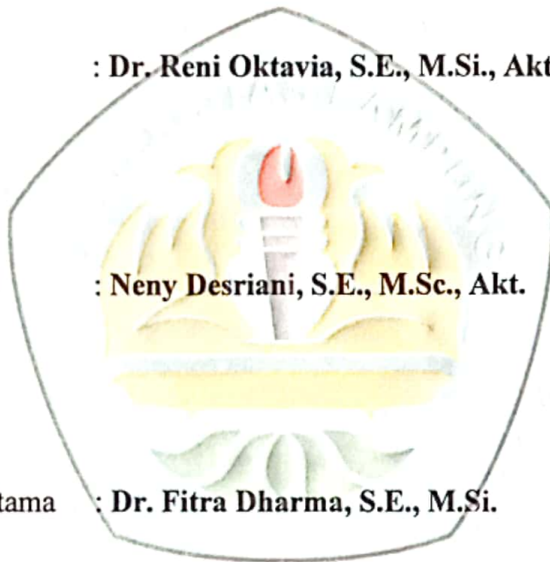 : Dr. Reni Oktavia, S.E., M.Si., Akt
: Neny Desriani, S.E., M.Sc., Akt.
tama : Dr. Fitra Dharma, S.E., M.Si.